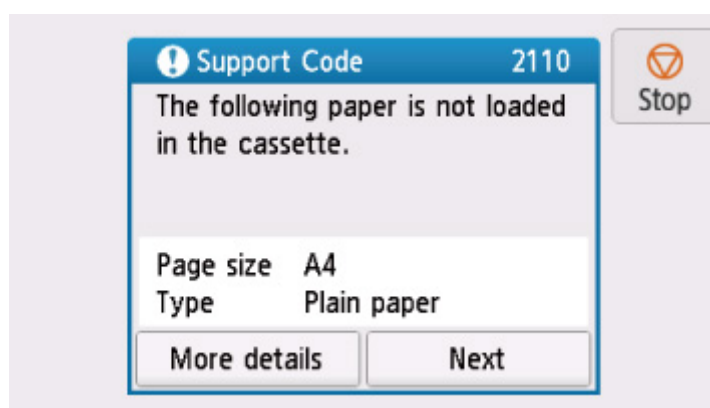 Support Code 2110
Stop
The following paper is not loaded
in the cassette.
Page size A4
Type Plain paper
More details Next